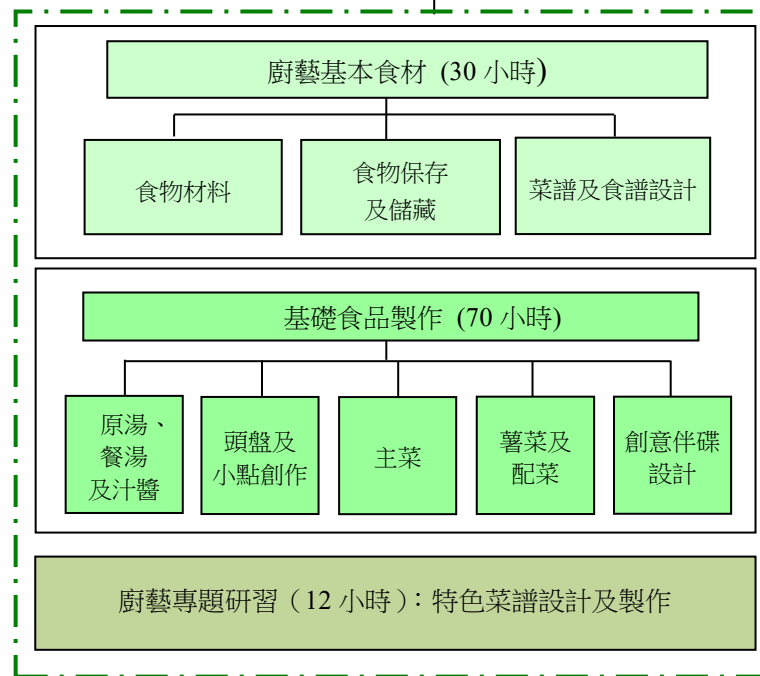 廚藝基本食材 (30 小時)
食物材料
食物保存
及儲藏
菜譜及食譜設計
基礎食品製作 (70 小時)
原湯、
餐湯
及汁醬
頭盤及
小點創作
主菜
薯菜及
配菜
創意伴碟
設計
廚藝專題研習（12 小時）：特色菜譜設計及製作